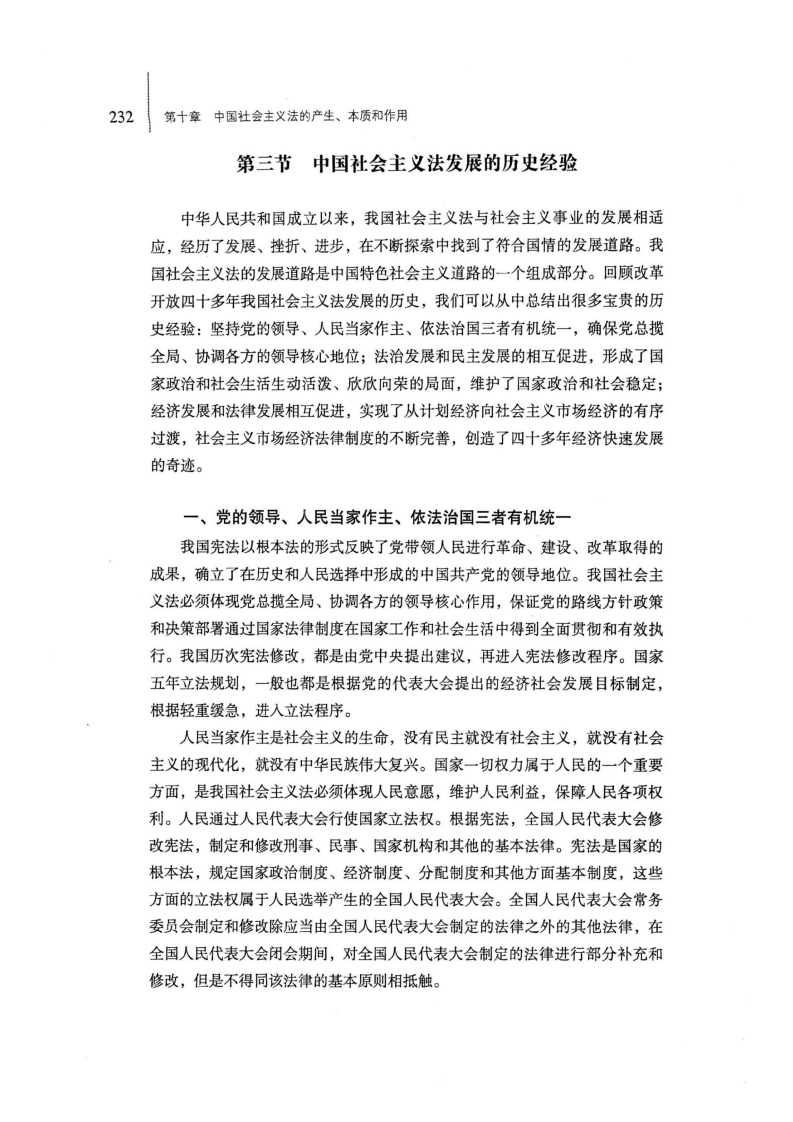 232 第十章 中国社会主义法的产生、本质和作用
第三节 中国社会主义法发展的历史经验
中华人民共和国成立以来，我国社会主义法与社会主义事业的发展相适
应，经历了发展、挫折、进步，在不断探索中找到了符合国情的发展道路。我
国社会主义法的发展道路是中国特色社会主义道路的一个组成部分。回顾改革
开放四十多年我国社会主义法发展的历史，我们可以从中总结出很多宝贵的历
史经验：坚持党的领导、人民当家作主、依法治国三者有机统一，确保党总揽
全局、协调各方的领导核心地位；法治发展和民主发展的相互促进，形成了国
家政治和社会生活生动活泼、欣欣向荣的局面，维护了国家政治和社会稳定；
经济发展和法律发展相互促进，实现了从计划经济向社会主义市场经济的有序
过渡，社会主义市场经济法律制度的不断完善，创造了四十多年经济快速发展
的奇迹。
一、党的领导、人民当家作主、依法治国三者有机统一
我国宪法以根本法的形式反映了党带领人民进行革命、建设、改革取得的
成果，确立了在历史和人民选择中形成的中国共产党的领导地位。我国社会主
义法必须体现党总揽全局、协调各方的领导核心作用，保证党的路线方针政策
和决策部署通过国家法律制度在国家工作和社会生活中得到全面贯彻和有效执
行。我国历次宪法修改，都是由党中央提出建议，再进入宪法修改程序。国家
五年立法规划，一般也都是根据党的代表大会提出的经济社会发展目标制定，
根据轻重缓急，进入立法程序。
人民当家作主是社会主义的生命，没有民主就没有社会主义，就没有社会
主义的现代化，就没有中华民族伟大复兴。国家一切权力属于人民的一个重要
方面，是我国社会主义法必须体现人民意愿，维护人民利益，保障人民各项权
利。人民通过人民代表大会行使国家立法权。根据宪法，全国人民代表大会修
改宪法，制定和修改刑事、民事、国家机构和其他的基本法律。宪法是国家的
根本法，规定国家政治制度、经济制度、分配制度和其他方面基本制度，这些
方面的立法权属于人民选举产生的全国人民代表大会。全国人民代表大会常务
委员会制定和修改除应当由全国人民代表大会制定的法律之外的其他法律，在
全国人民代表大会闭会期间，对全国人民代表大会制定的法律进行部分补充和
修改，但是不得同该法律的基本原则相抵触。